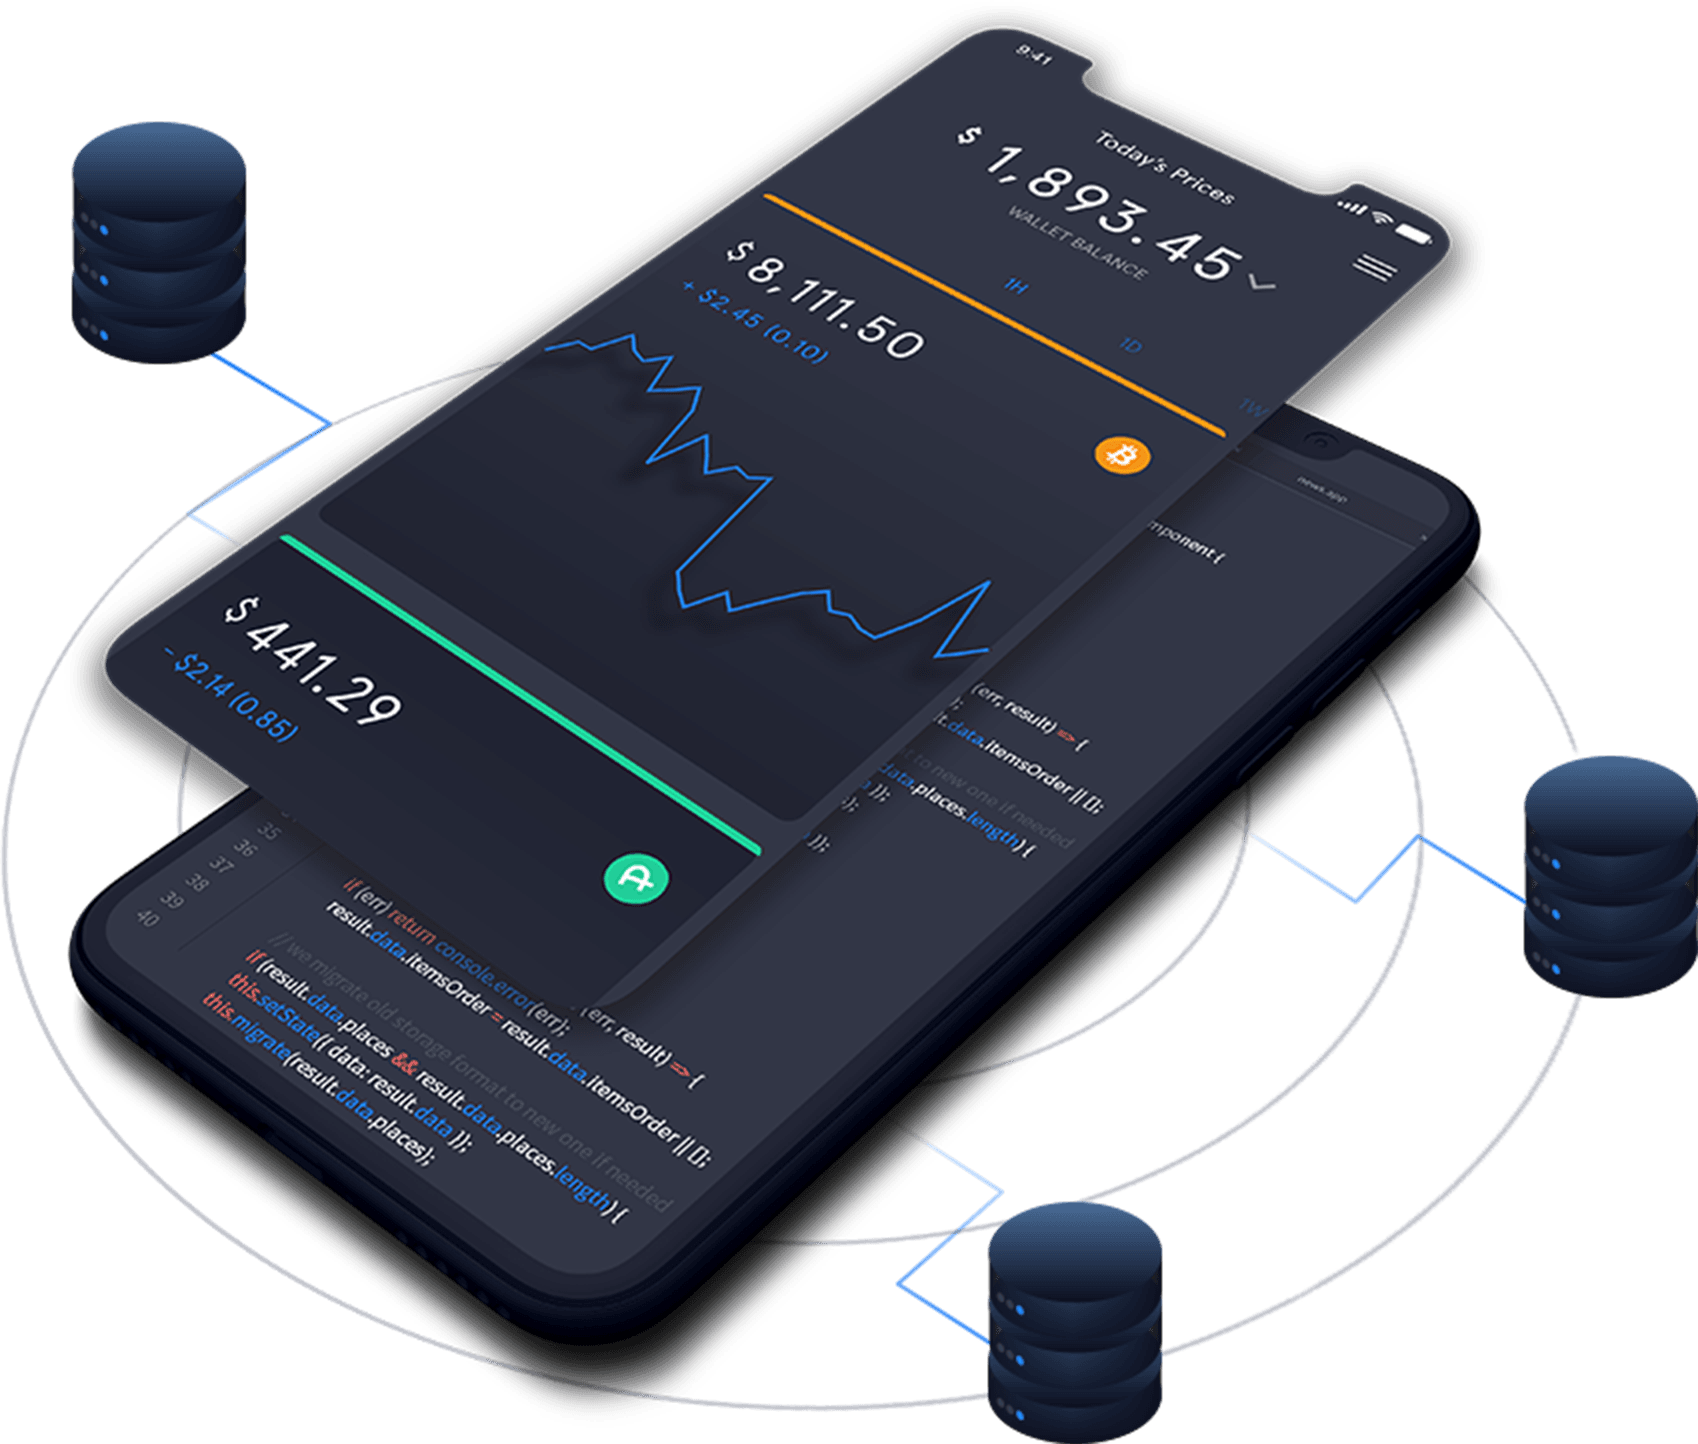 9:41
Today's Prices
$ 1,893.45
WALLET BALANCE
1H
1D
1W
$8,111.50
+ $2.45 (0.10)
$441.29
- $2.14 (0.85)
news.app
mponent {
(err, result) => {
lt.data.itemsOrder || [];
t to new one if needed
data.places.length) {
});
);
});
35
36
37
38
39
40
if (err) return console.error(err);
(err, result) => {
result.data.itemsOrder = result.data.itemsOrder || [];
// we migrate old storage format to new one if needed
if (result.data.places && result.data.places.length) {
this.setState({ data: result.data });
this.migrate(result.data.places);